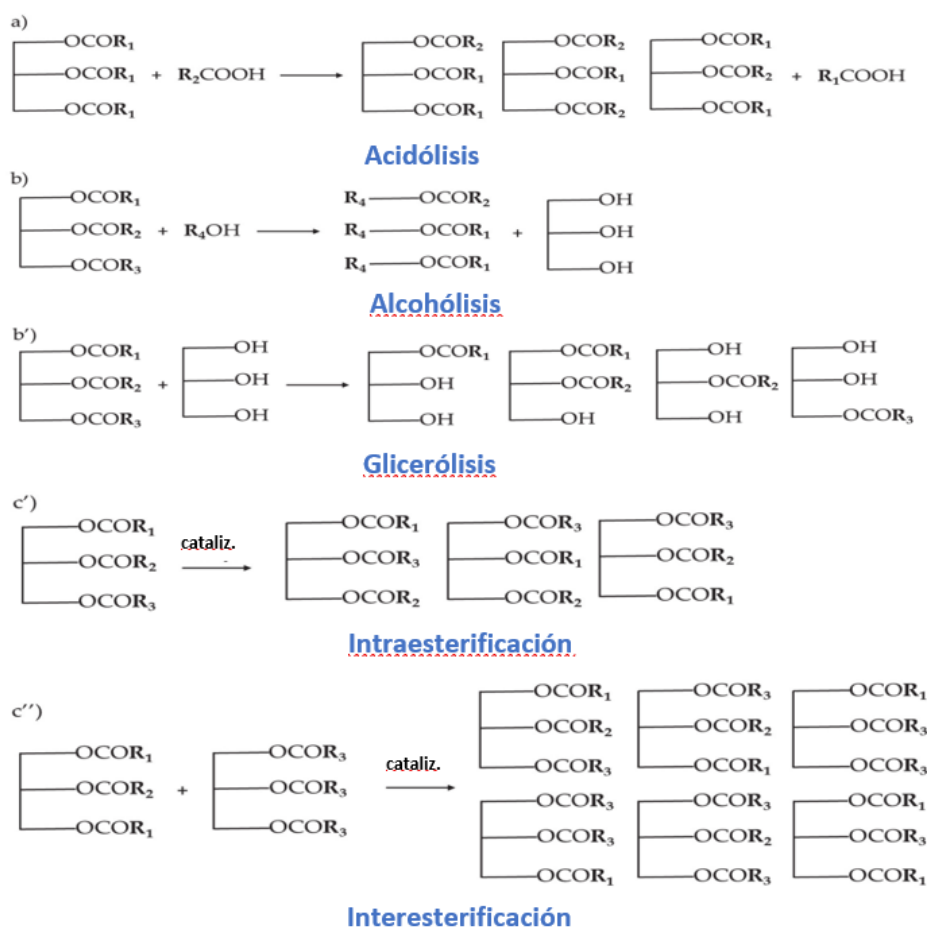 a)
OCOR₁ OCOR₂ OCOR₂ OCOR₁
OCOR₁ + R₂COOH OCOR₁ OCOR₁ OCOR₂ + R₁COOH
OCOR₁ OCOR₁ OCOR₂ OCOR₁
Acidólisis
b)
OCOR₁ R₄ OCOR₂ OH
OCOR₂ + R₄OH R₄ OCOR₁ + OH
OCOR₃ R₄ OCOR₁ OH
Alcohólisis
b')
OCOR₁ OH OCOR₁ OCOR₁ OH OH
OCOR₂ + OH OH OCOR₂ OCOR₂ OH
OCOR₃ OH OH OH OH OCOR₃
Glicerólisis
c')
OCOR₁ OCOR₁ OCOR₃ OCOR₃
OCOR₂ cataliz. OCOR₃ OCOR₁ OCOR₂
OCOR₃ OCOR₂ OCOR₂ OCOR₁
Intraesterificación
c'')
OCOR₁ OCOR₃
OCOR₂ + OCOR₃ cataliz.
OCOR₁ OCOR₃
OCOR₁ OCOR₃ OCOR₁
OCOR₂ OCOR₂ OCOR₃
OCOR₃ OCOR₁ OCOR₃
OCOR₃ OCOR₃ OCOR₁
OCOR₃ OCOR₂ OCOR₃
OCOR₁ OCOR₃ OCOR₁
Interesterificación